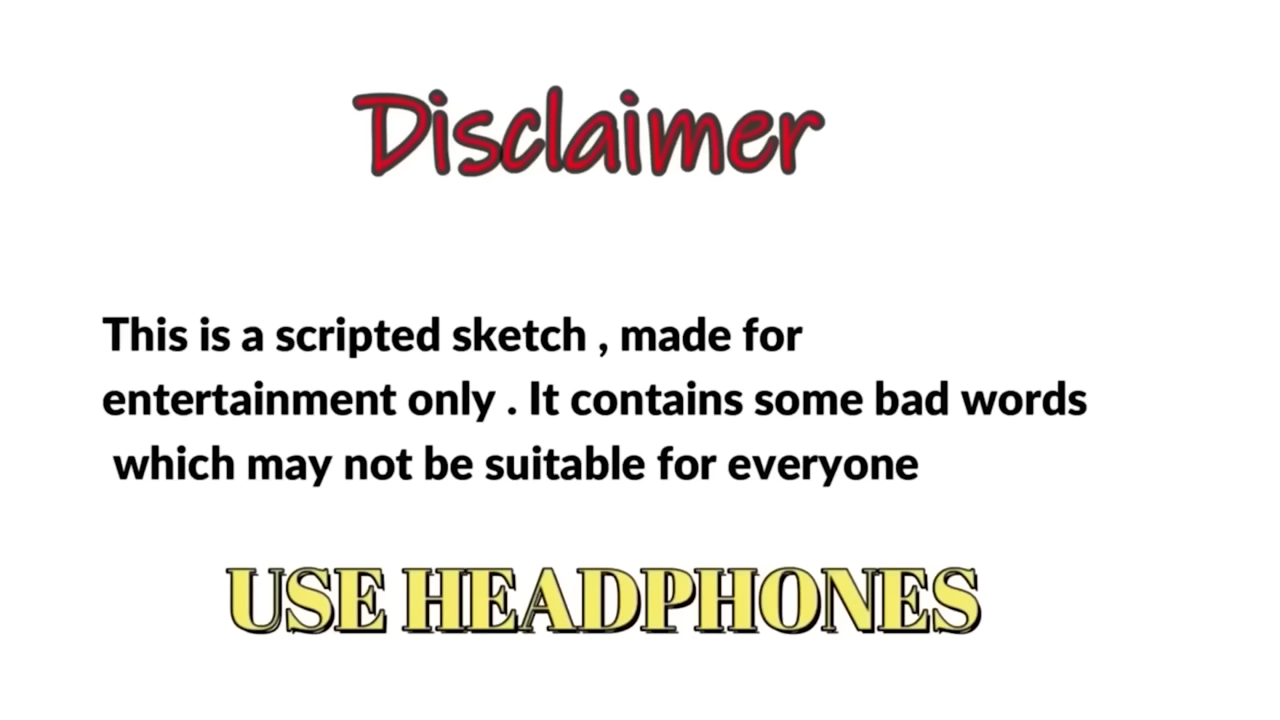 Disclaimer
This is a scripted sketch , made for
entertainment only . It contains some bad words
which may not be suitable for everyone
USE HEADPHONES